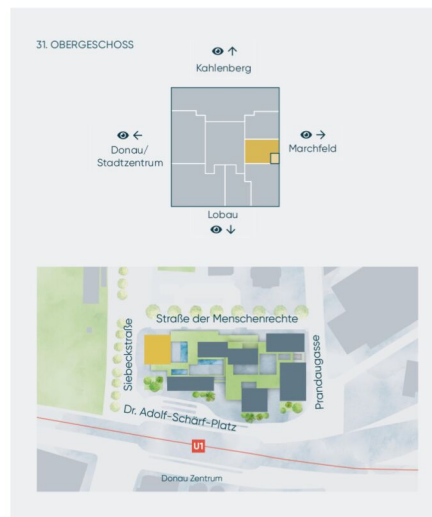 31. OBERGESCHOSS
↑
Kahlenberg
←
Donau/
Stadtzentrum
→
Marchfeld
Lobau
↓
Straße der Menschenrechte
Siebeckstraße
Prandaugasse
Dr. Adolf-Schärf-Platz
U1
Donau Zentrum